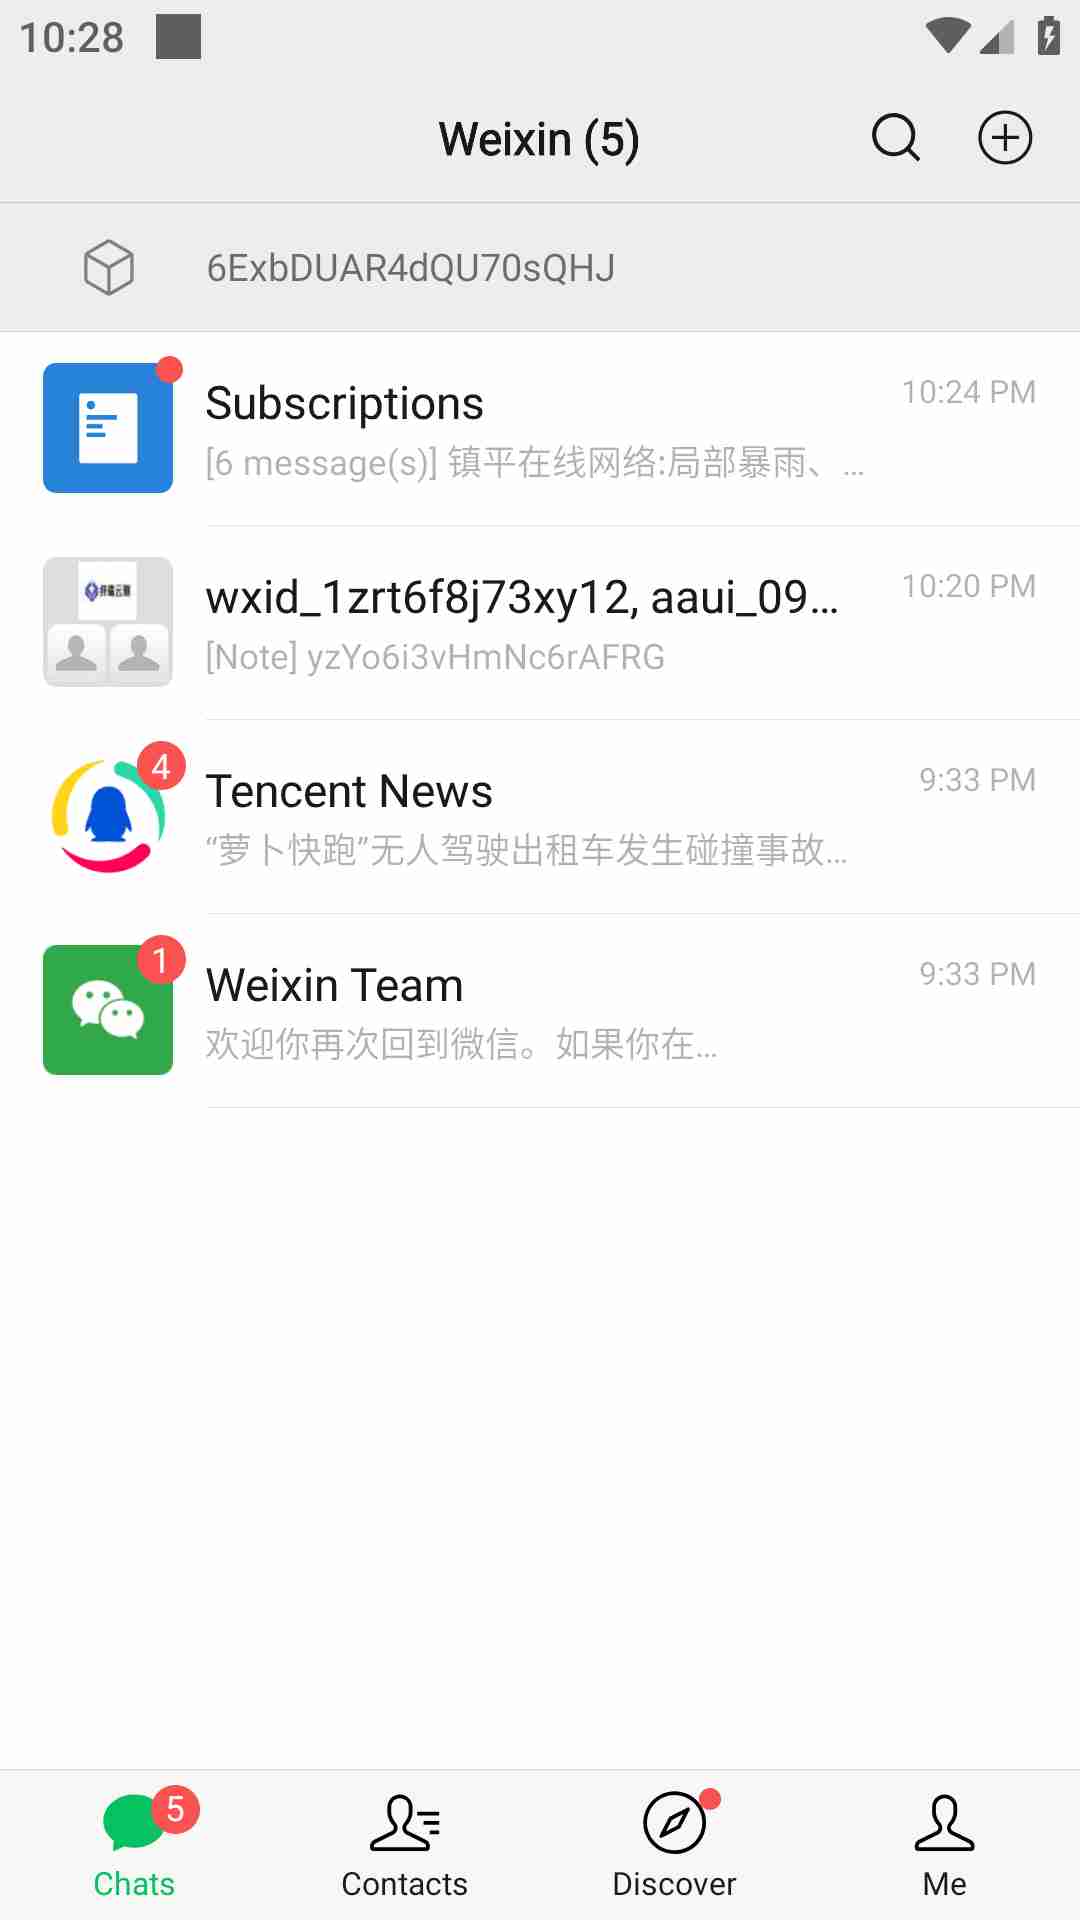 10:28
Weixin (5)
6ExbDUAR4dQU70sQHJ
Subscriptions
10:24 PM
[6 message(s)] 镇平在线网络:局部暴雨、 ...
wxid_1zrt6f8j73xy12, aaui_09...
10:20 PM
[Note] yzYo6i3vHmNc6rAFRG
4
Tencent News
9:33 PM
“萝卜快跑”无人驾驶出租车发生碰撞事故...
1
Weixin Team
9:33 PM
欢迎你再次回到微信。如果你在...
5
Chats
Contacts
Discover
Me